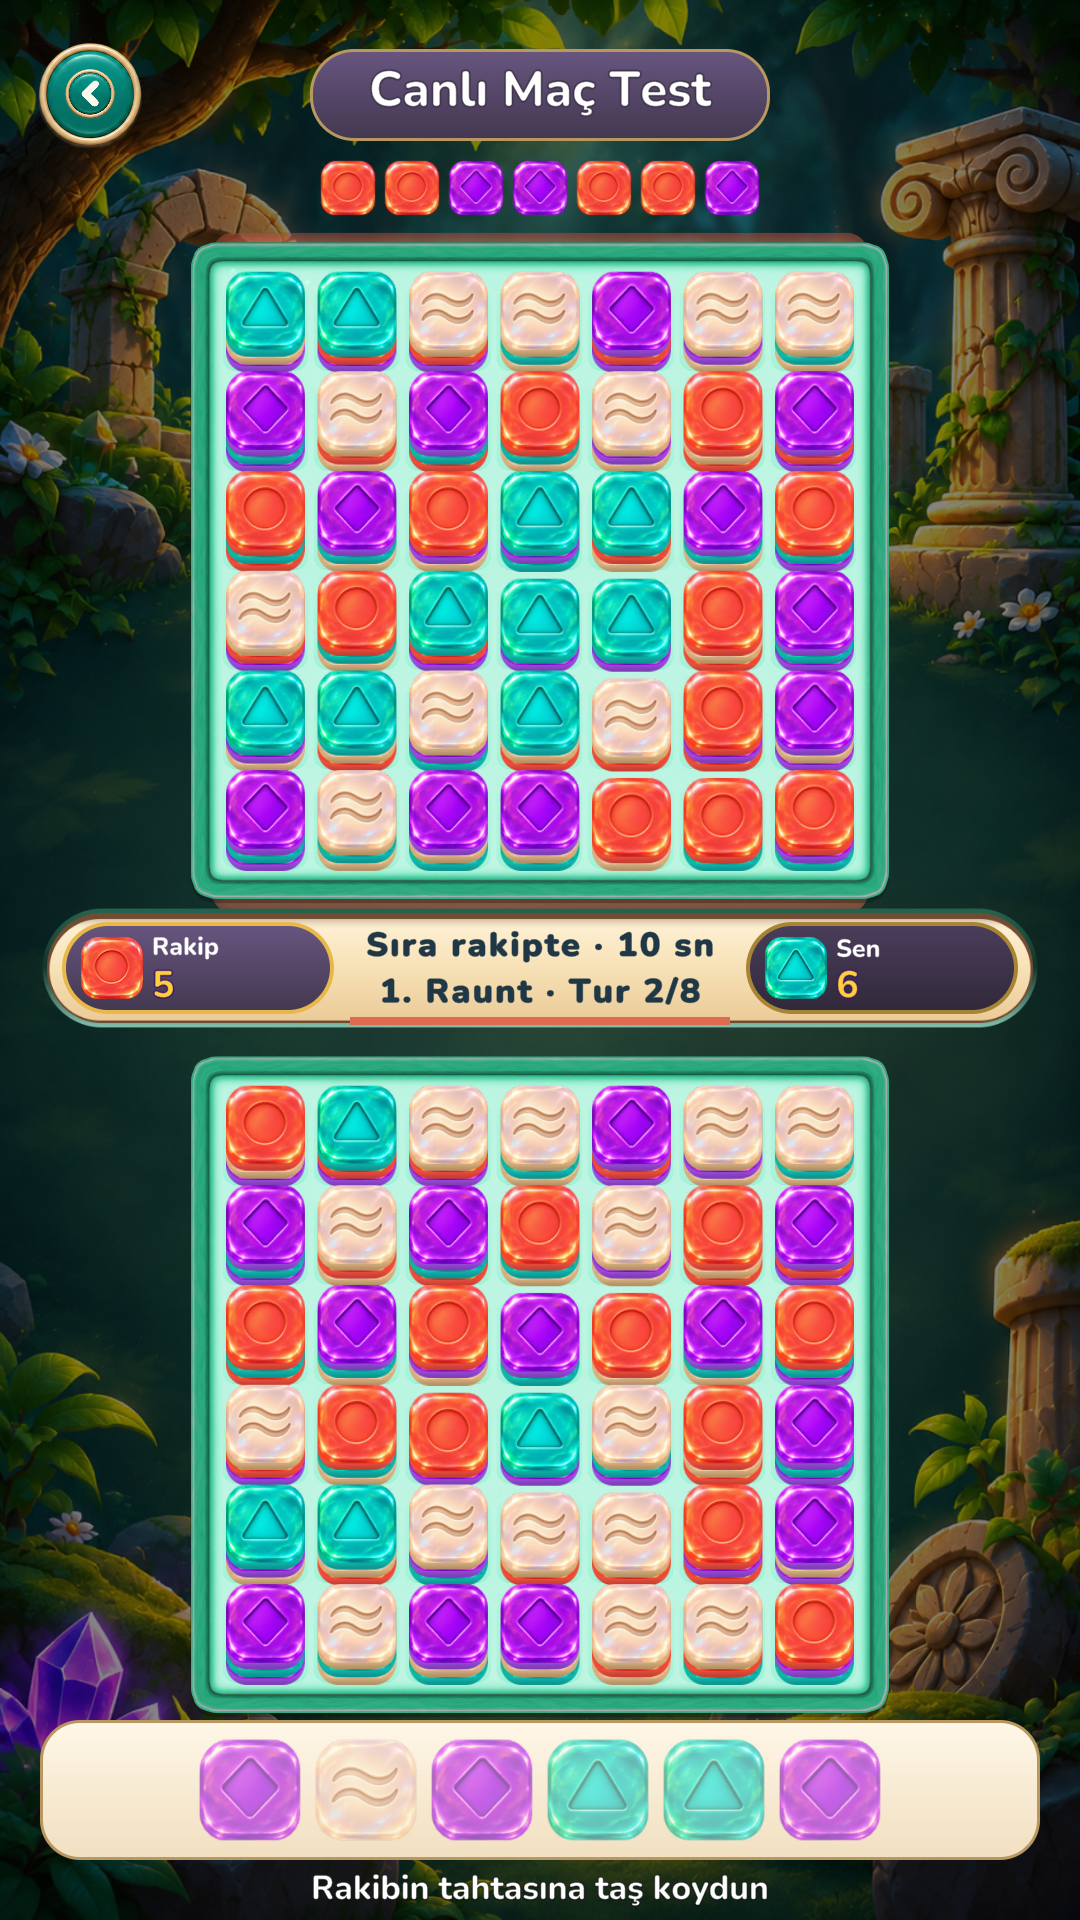 Canlı Maç Test
Rakip
5
Sıra rakipte · 10 sn
1. Raunt · Tur 2/8
Sen
6
Rakibin tahtasına taş koydun